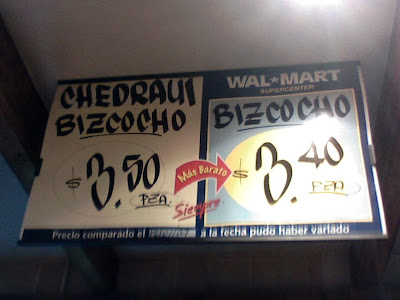 CHEDRAUI
BIZCOCHO
$ 3.50
PZA
Más Barato
Siempre
WAL★MART
SUPERCENTER
BIZCOCHO
$ 3.40
PZA
Precio comparado el a la fecha pudo haber variado